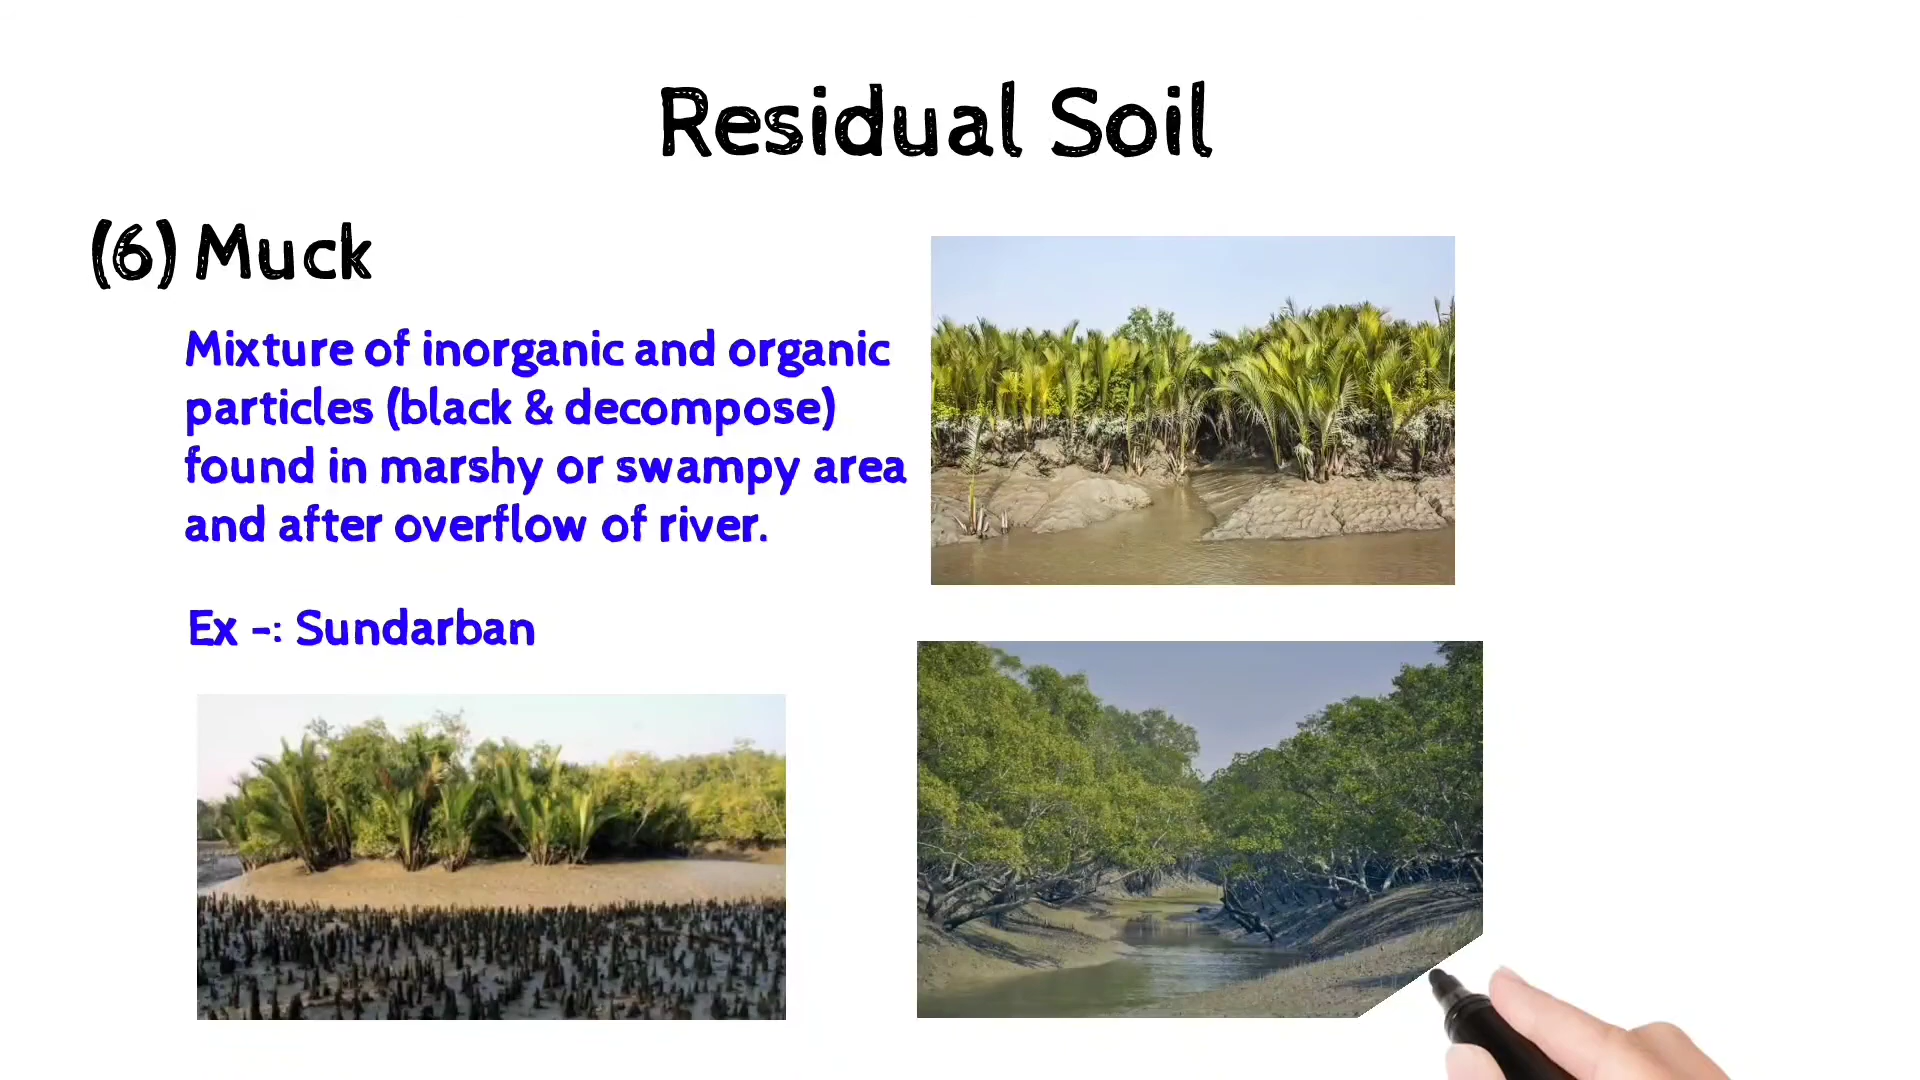 Residual Soil
(6) Muck
Mixture of inorganic and organic
particles (black & decompose)
found in marshy or swampy area
and after overflow of river.
Ex -: Sundarban